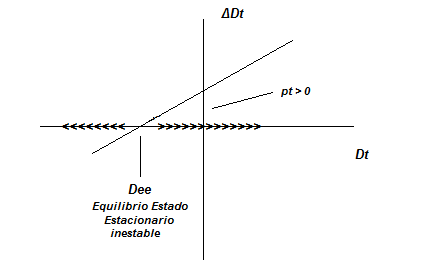 ΔDt
pt > 0
<<<<<<<< >>>>>>>>>>>>>
Dt
Dee
Equilibrio Estado
Estacionario
inestable